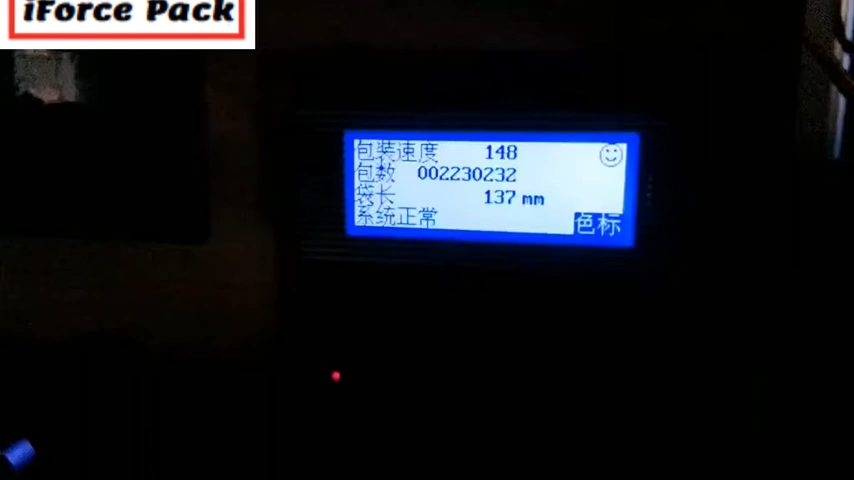 iForce Pack
包装速度 148
包数 002230232
袋长 137 mm
系统正常
色标